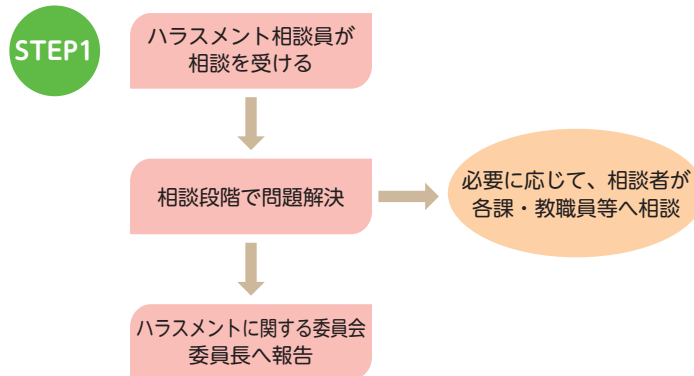 STEP1
ハラスメント相談員が
相談を受ける
相談段階で問題解決
必要に応じて、相談者が
各課・教職員等へ相談
ハラスメントに関する委員会
委員長へ報告